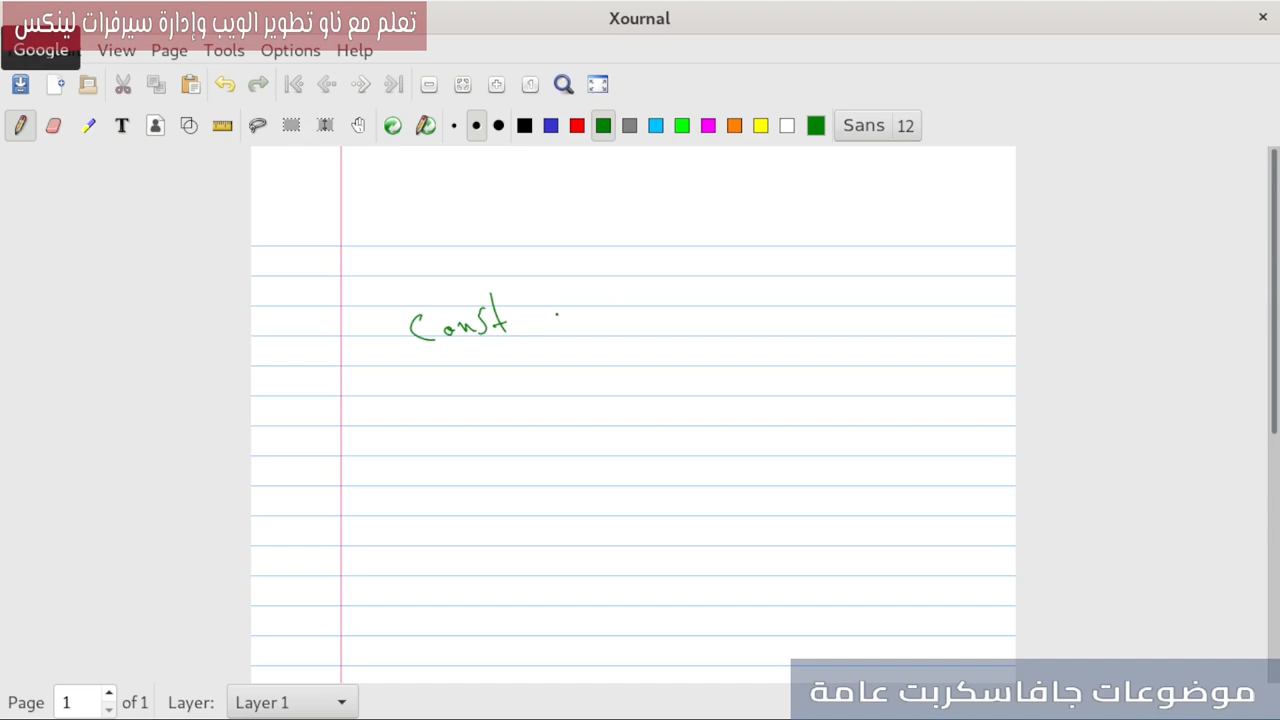 تعلم مع ناو تطوير الويب وإدارة سيرفرات لينكس
Xournal
Google
View Page Tools Options Help
Sans 12
Const
Page 1 of 1 Layer: Layer 1
موضوعات جافاسكربت عامة